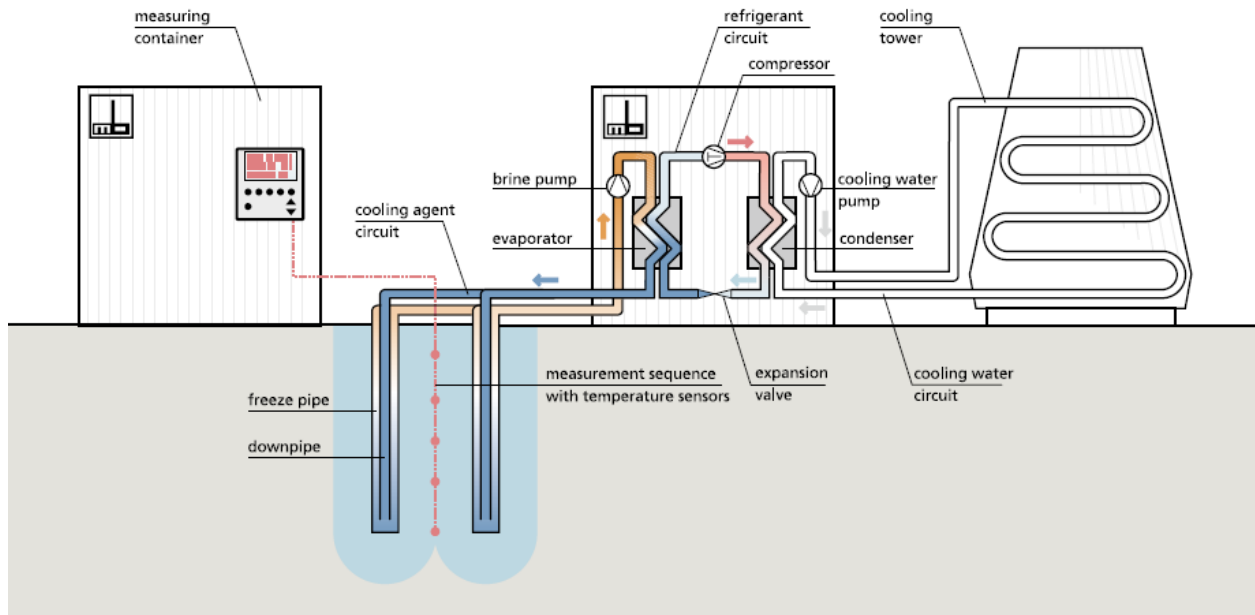 measuring
container
refrigerant
circuit
compressor
cooling
tower
brine pump
cooling water
pump
cooling agent
circuit
evaporator
condenser
measurement sequence
with temperature sensors
expansion
valve
cooling water
circuit
freeze pipe
downpipe